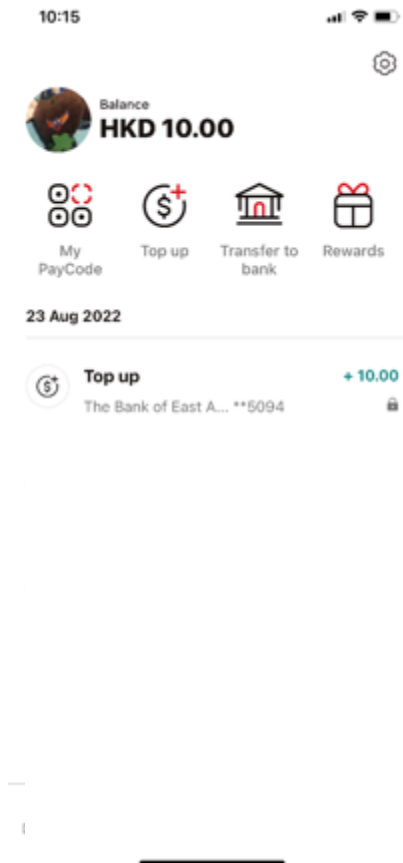 10:15
Balance
HKD 10.00
My
PayCode
Top up
Transfer to
bank
Rewards
23 Aug 2022
Top up
+ 10.00
The Bank of East A... **5094